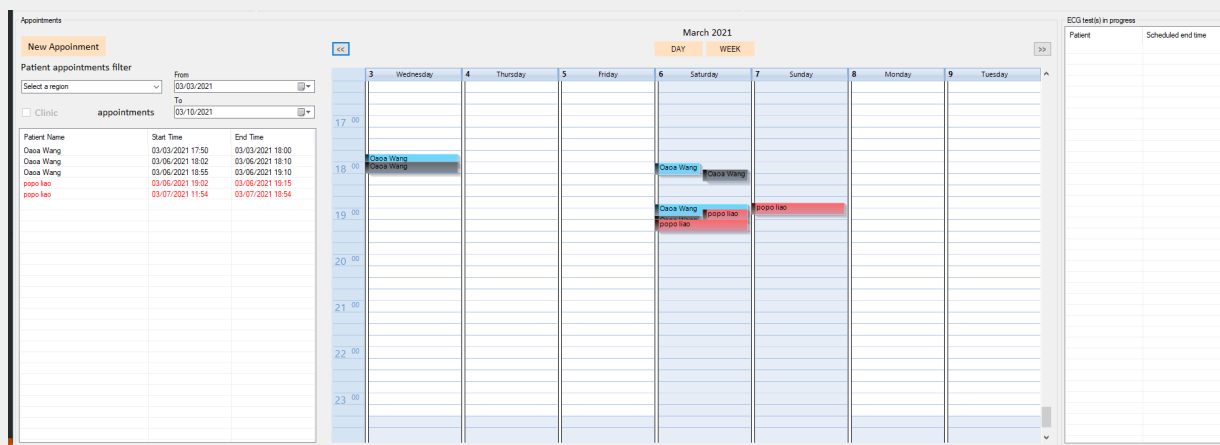 Appointments
New Appoinment
Patient appointments filter
From
Select a region
03/03/2021
To
Clinic
appointments
03/10/2021
Patient Name Start Time End Time
Oaoa Wang 03/03/2021 17:50 03/03/2021 18:00
Oaoa Wang 03/06/2021 18:02 03/06/2021 18:10
Oaoa Wang 03/06/2021 18:55 03/06/2021 19:10
popo liao 03/06/2021 19:02 03/06/2021 19:15
popo liao 03/07/2021 11:54 03/07/2021 18:54
March 2021
<< DAY WEEK >>
3 Wednesday 4 Thursday 5 Friday 6 Saturday 7 Sunday 8 Monday 9 Tuesday
17 00
18 00
19 00
20 00
21 00
22 00
23 00
Oaoa Wang
Oaoa Wang
Oaoa Wang
Oaoa Wang
Oaoa Wang
popo liao
popo liao
popo liao
ECG test(s) in progress
Patient Scheduled end time